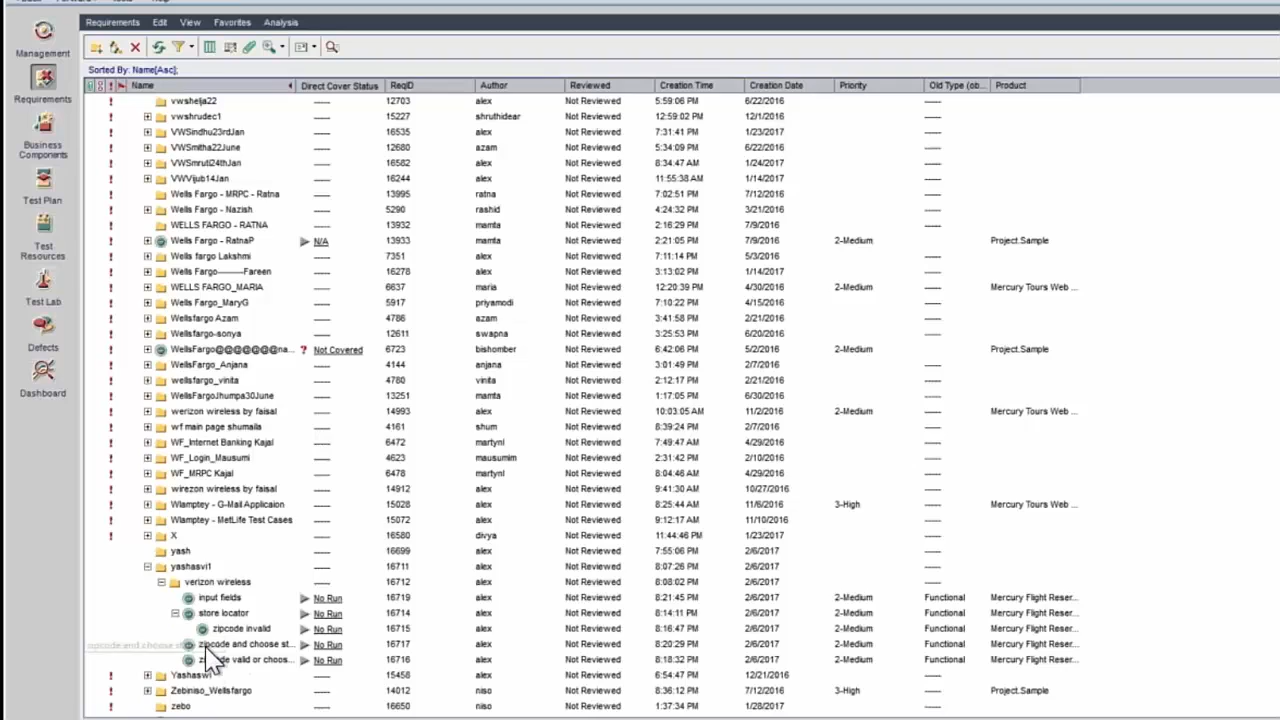 Requirements Edit View Favorites Analysis
Management
Sorted By: Name[Asc];
Requirements
Name Direct Cover Status ReqID Author Reviewed Creation Time Creation Date Priority Old Type (ob... Product
vwshelja22 ----- 12703 alex Not Reviewed 5:59:06 PM 6/22/2016 -----
vwshrudec1 ----- 15227 shruthidear Not Reviewed 12:59:02 PM 12/1/2016 -----
VWSindhu23rdJan ----- 16535 alex Not Reviewed 7:31:41 PM 1/23/2017 -----
VWSmitha22June ----- 12680 azam Not Reviewed 5:34:09 PM 6/22/2016 -----
Business
Components
VWSmruti24thJan ----- 16582 alex Not Reviewed 8:34:47 AM 1/24/2017 -----
VWVijub14Jan ----- 16244 alex Not Reviewed 11:55:38 AM 1/14/2017 -----
Wells Fargo - MRPC - Ratna ----- 13995 ratna Not Reviewed 7:02:51 PM 7/12/2016 -----
Test Plan
Wells Fargo - Nazish ----- 5290 rashid Not Reviewed 4:24:32 PM 3/21/2016 -----
WELLS FARGO - RATNA ----- 13932 mamta Not Reviewed 2:16:29 PM 7/9/2016 -----
Wells Fargo - RatnaP N/A 13933 mamta Not Reviewed 2:21:05 PM 7/9/2016 2-Medium Project.Sample
Test
Resources
Wells fargo Lakshmi ----- 7351 alex Not Reviewed 7:11:14 PM 5/3/2016 -----
Wells Fargo----------Fareen ----- 16278 alex Not Reviewed 3:13:02 PM 1/14/2017 -----
WELLS FARGO_MARIA ----- 6637 maria Not Reviewed 12:20:39 PM 4/30/2016 2-Medium ----- Mercury Tours Web ...
Test Lab
Wells Fargo_MaryG ----- 5917 priyamodi Not Reviewed 7:10:22 PM 4/15/2016 -----
Wellsfargo Azam ----- 4786 azam Not Reviewed 3:41:58 PM 2/21/2016 -----
Wellsfargo-sonya ----- 12611 swapna Not Reviewed 3:25:53 PM 6/20/2016 -----
Defects
WellsFargo@@@@@@@na... ? Not Covered 6723 bishomber Not Reviewed 6:42:06 PM 5/2/2016 2-Medium ----- Project.Sample
WellsFargo_Anjana ----- 4144 anjana Not Reviewed 3:01:49 PM 2/7/2016 -----
wellsfargo_vinita ----- 4780 vinita Not Reviewed 2:12:17 PM 2/21/2016 -----
Dashboard
WellsFargoJhumpa30June ----- 13251 mamta Not Reviewed 1:17:05 PM 6/30/2016 -----
werizon wireless by faisal ----- 14993 alex Not Reviewed 10:03:05 AM 11/2/2016 2-Medium ----- Mercury Tours Web ...
wf main page shumaila ----- 4161 shum Not Reviewed 8:39:24 PM 2/7/2016 -----
WF_Internet Banking Kajal ----- 6472 martynl Not Reviewed 7:49:47 AM 4/29/2016 -----
WF_Login_Mausumi ----- 4623 mausumim Not Reviewed 2:31:42 PM 2/10/2016 -----
WF_MRPC Kajal ----- 6478 martynl Not Reviewed 8:04:46 AM 4/29/2016 -----
wirezon wireless by faisal ----- 14912 alex Not Reviewed 9:41:30 AM 10/27/2016 -----
Wlamptey - G-Mail Applicaion ----- 15028 alex Not Reviewed 8:25:44 AM 11/6/2016 3-High ----- Mercury Tours Web ...
Wlamptey - MetLife Test Cases ----- 15072 alex Not Reviewed 9:12:17 AM 11/10/2016 -----
X ----- 16580 divya Not Reviewed 11:44:46 PM 1/23/2017 -----
yash ----- 16699 alex Not Reviewed 7:55:06 PM 2/6/2017 -----
yashasvi1 ----- 16711 alex Not Reviewed 8:07:26 PM 2/6/2017 -----
verizon wireless ----- 16712 alex Not Reviewed 8:08:02 PM 2/6/2017 -----
input fields No Run 16719 alex Not Reviewed 8:21:45 PM 2/6/2017 2-Medium Functional Mercury Flight Reser...
store locator No Run 16714 alex Not Reviewed 8:14:11 PM 2/6/2017 2-Medium Functional Mercury Flight Reser...
zipcode invalid No Run 16715 alex Not Reviewed 8:16:47 PM 2/6/2017 2-Medium Functional Mercury Flight Reser...
zipcode and choose st... No Run 16717 alex Not Reviewed 8:20:29 PM 2/6/2017 2-Medium Functional Mercury Flight Reser...
valid or choos... No Run 16716 alex Not Reviewed 8:18:32 PM 2/6/2017 2-Medium Functional Mercury Flight Reser...
----- 15458 alex Not Reviewed 6:54:47 PM 12/21/2016 -----
Zebiniso_Wellsfargo ----- 14012 niso Not Reviewed 8:36:12 PM 7/12/2016 3-High ----- Project.Sample
zebo ----- 16650 niso Not Reviewed 1:37:34 PM 1/28/2017 -----